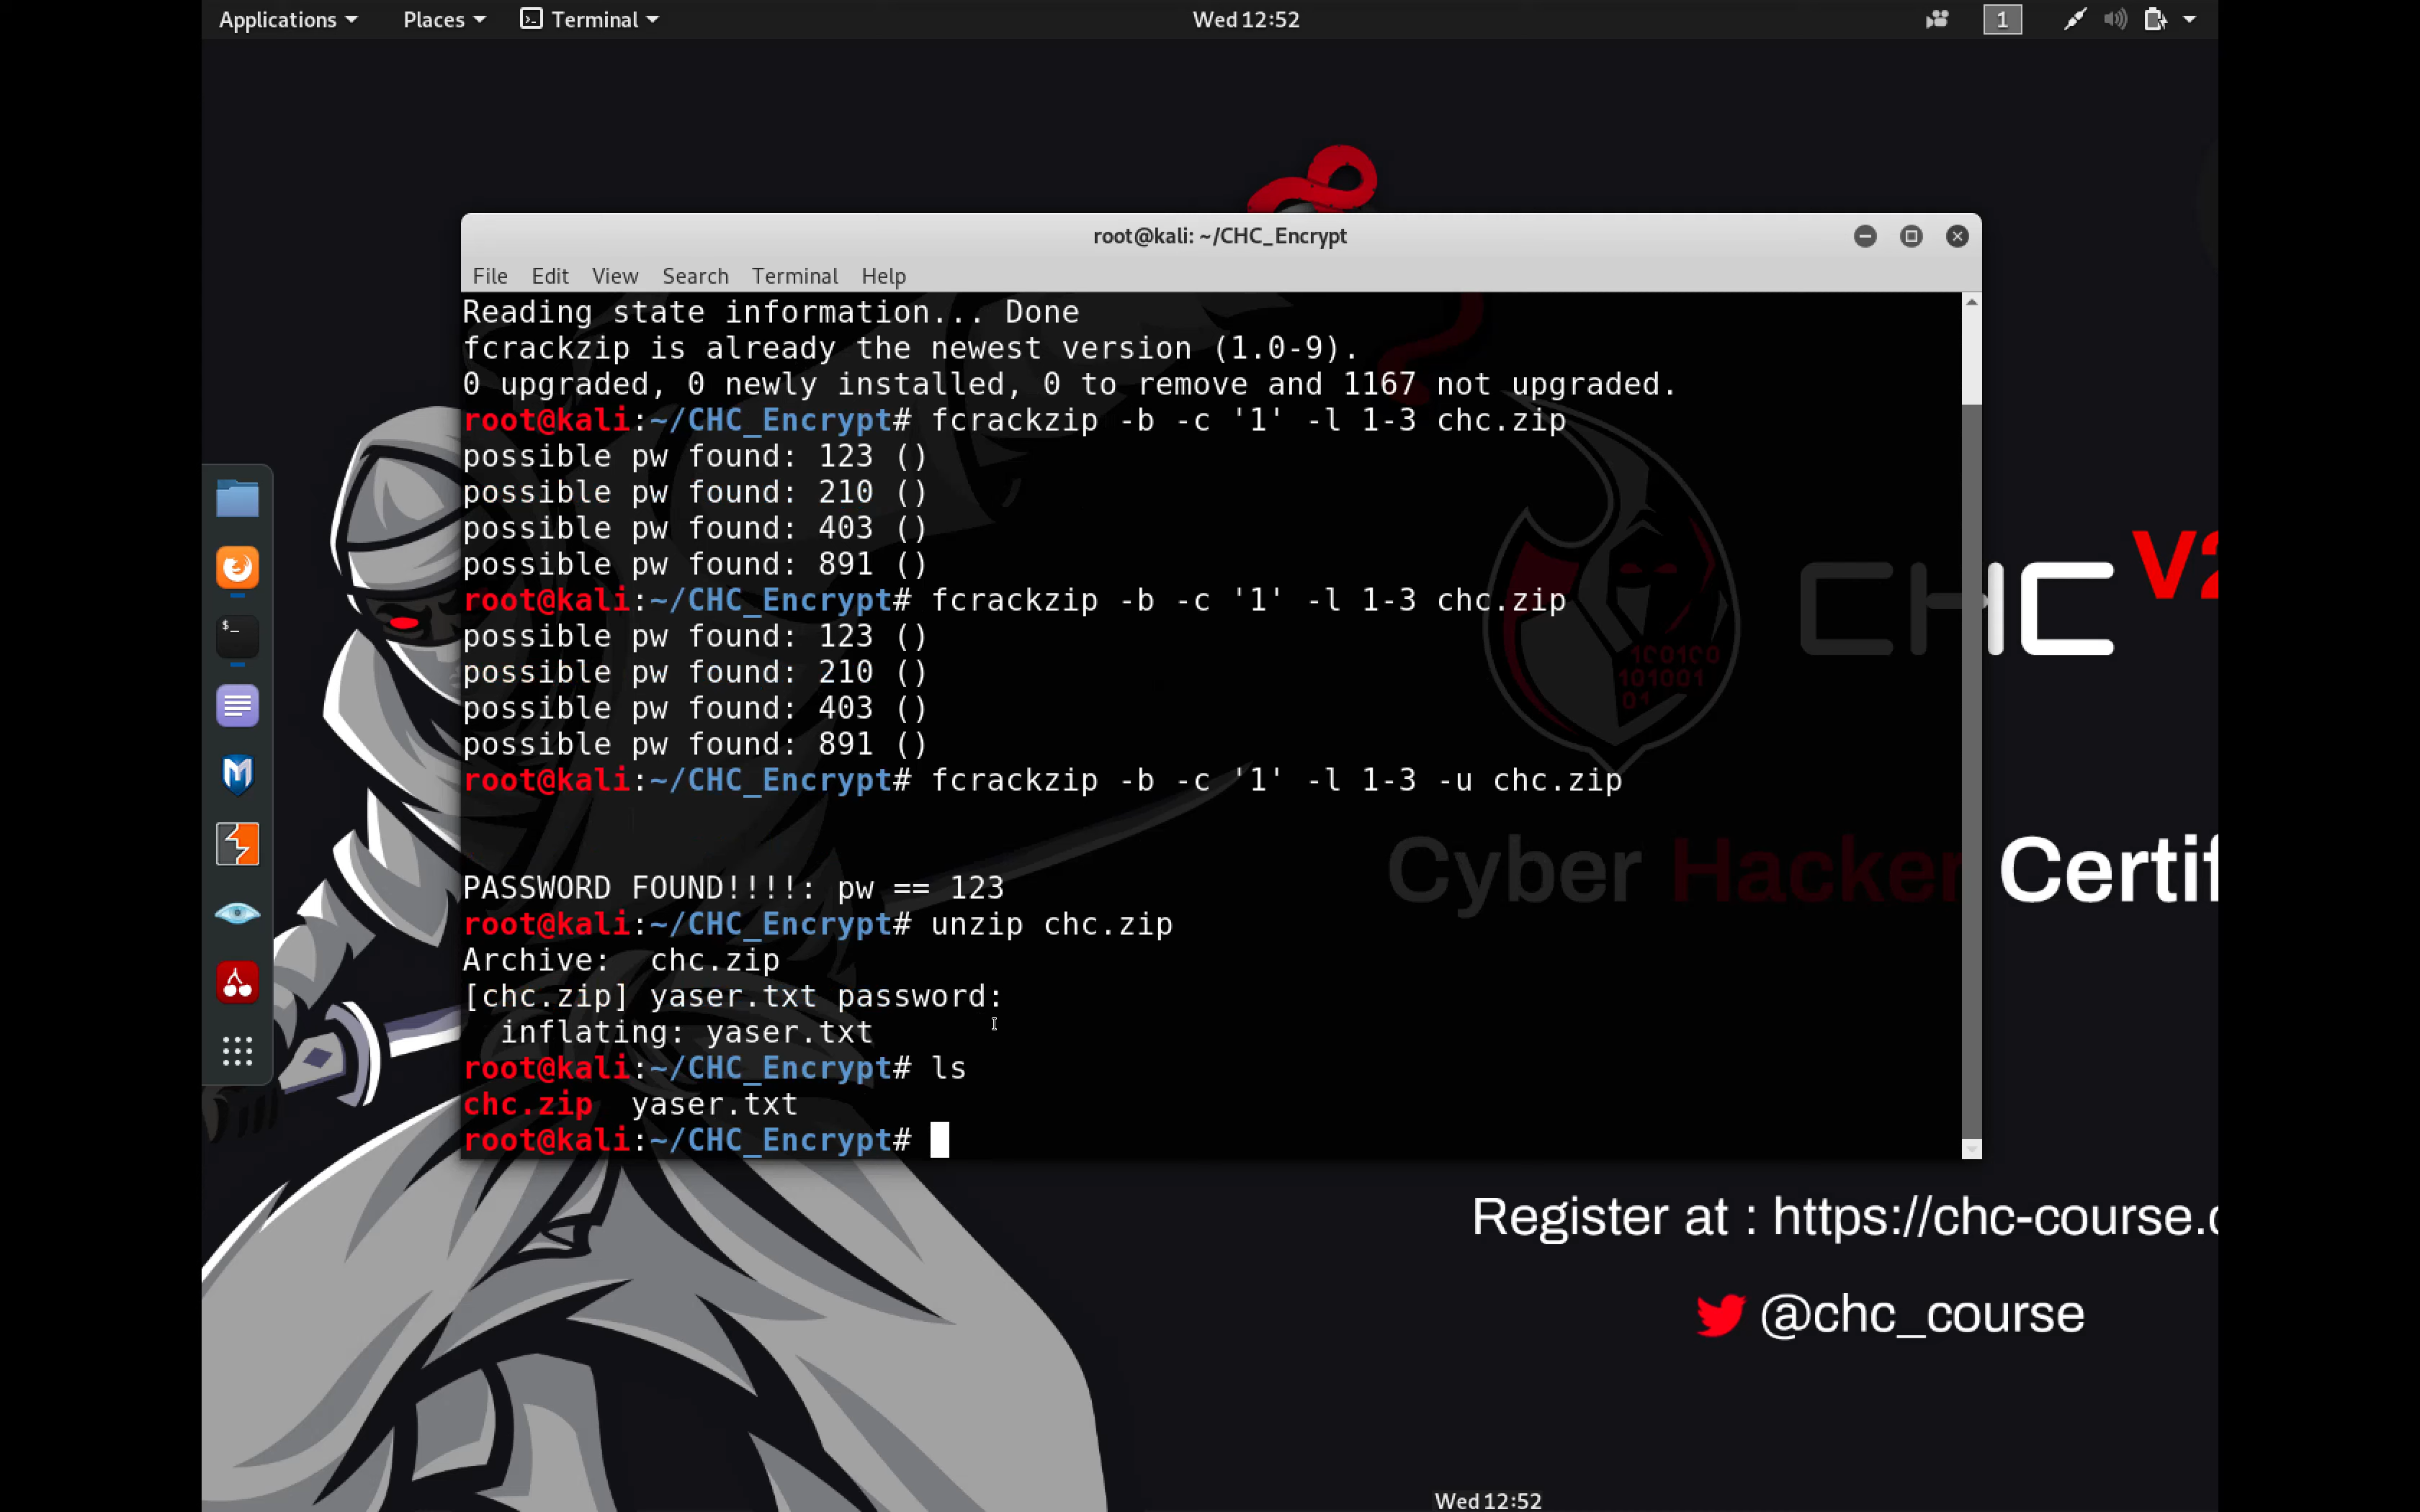 Applications Places Terminal Wed 12:52 1
root@kali: ~/CHC_Encrypt
File Edit View Search Terminal Help
Reading state information... Done
fcrackzip is already the newest version (1.0-9).
0 upgraded, 0 newly installed, 0 to remove and 1167 not upgraded.
root@kali:~/CHC_Encrypt# fcrackzip -b -c '1' -l 1-3 chc.zip
possible pw found: 123 ()
possible pw found: 210 ()
possible pw found: 403 ()
possible pw found: 891 ()
root@kali:~/CHC_Encrypt# fcrackzip -b -c '1' -l 1-3 chc.zip
possible pw found: 123 ()
possible pw found: 210 ()
possible pw found: 403 ()
possible pw found: 891 ()
root@kali:~/CHC_Encrypt# fcrackzip -b -c '1' -l 1-3 -u chc.zip
PASSWORD FOUND!!!!: pw == 123
root@kali:~/CHC_Encrypt# unzip chc.zip
Archive:  chc.zip
[chc.zip] yaser.txt password:
  inflating: yaser.txt
root@kali:~/CHC_Encrypt# ls
chc.zip  yaser.txt
root@kali:~/CHC_Encrypt#
$_
100100
101001
01
CHC V2
Cyber Hacker Certif
Register at : https://chc-course.c
@chc_course
Wed 12:52